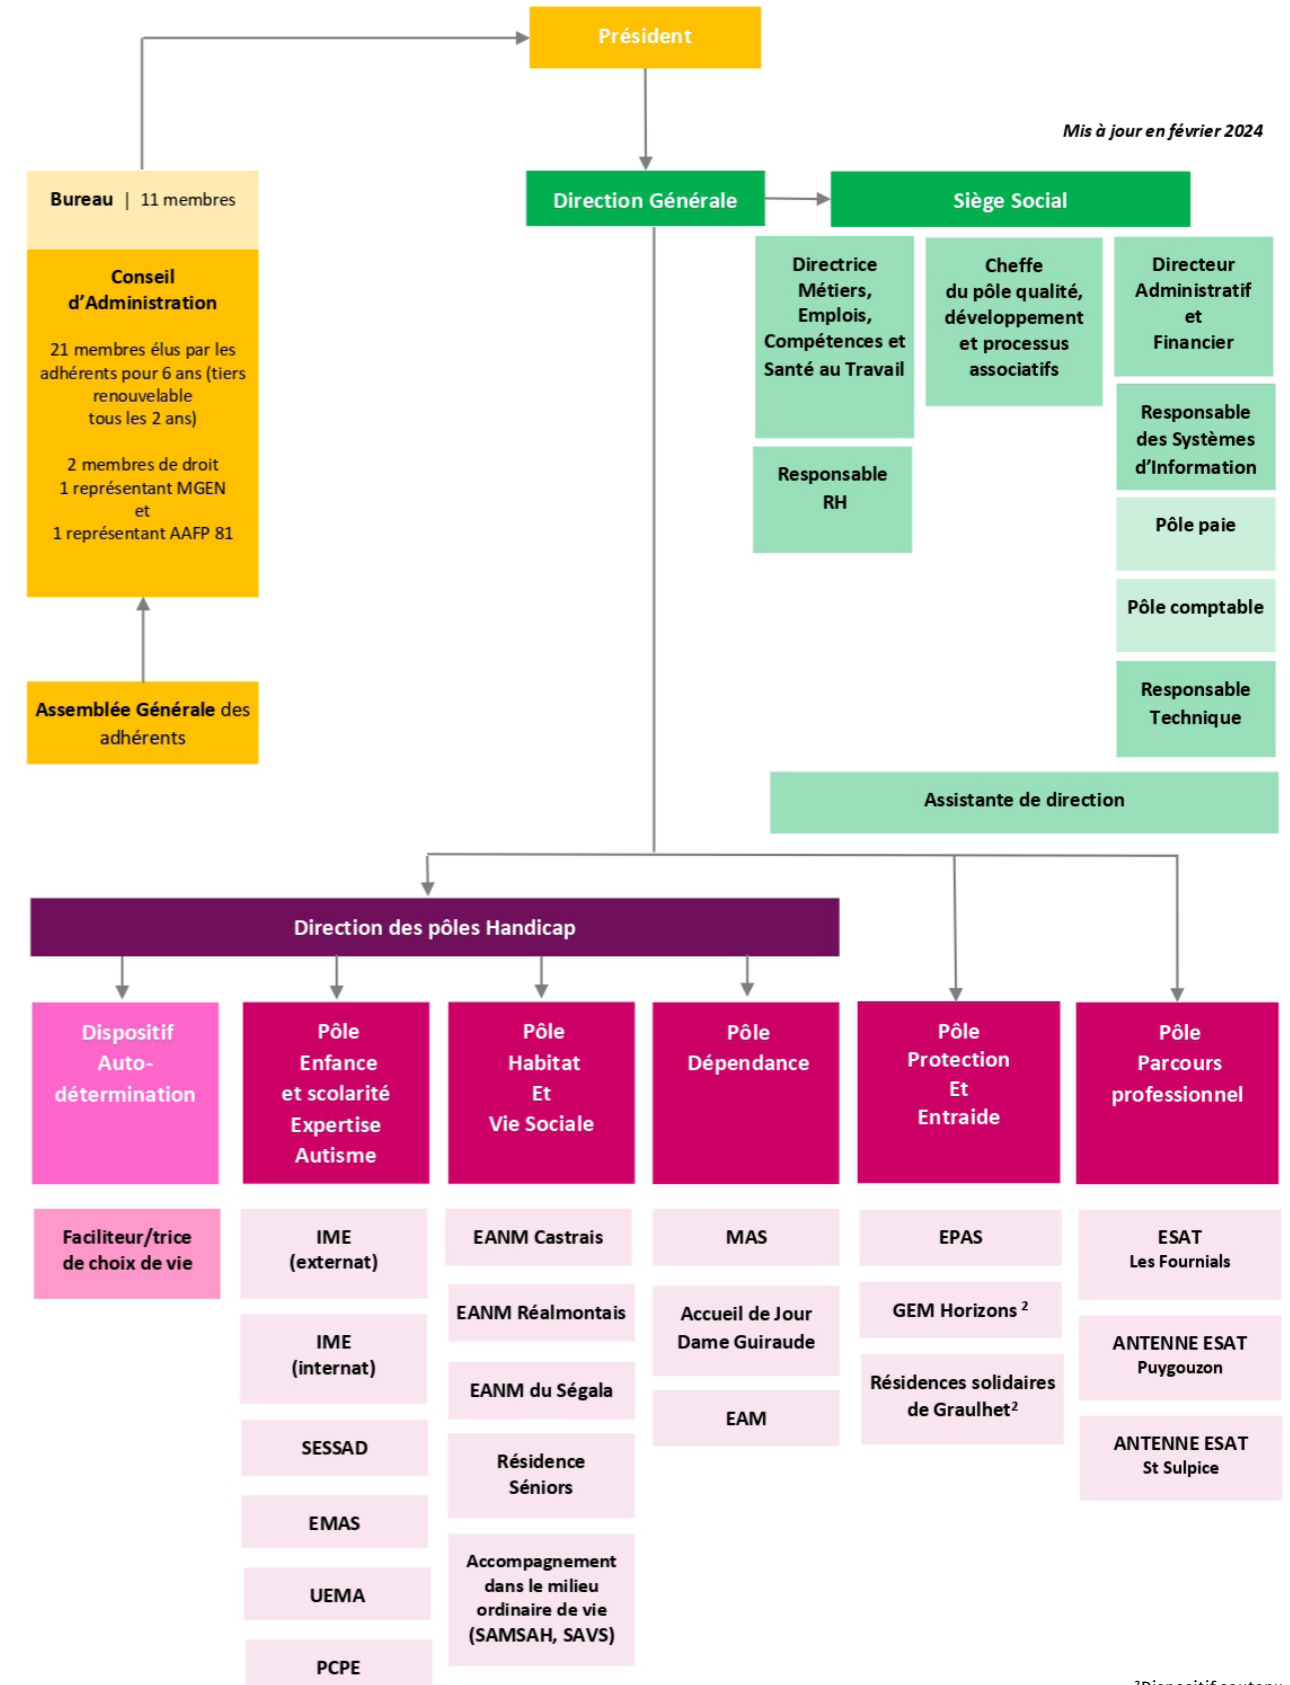 Président
Mis à jour en février 2024
Bureau | 11 membres
Conseil
d’Administration
21 membres élus par les
adhérents pour 6 ans (tiers
renouvelable
tous les 2 ans)
2 membres de droit
1 représentant MGEN
et
1 représentant AAFP 81
Assemblée Générale des
adhérents
Direction Générale
Siège Social
Directrice
Métiers,
Emplois,
Compétences et
Santé au Travail
Responsable
RH
Cheffe
du pôle qualité,
développement
et processus
associatifs
Directeur
Administratif
et
Financier
Responsable
des Systèmes
d’Information
Pôle paie
Pôle comptable
Responsable
Technique
Assistante de direction
Direction des pôles Handicap
Dispositif
Auto-
détermination
Faciliteur/trice
de choix de vie
Pôle
Enfance
et scolarité
Expertise
Autisme
IME
(externat)
IME
(internat)
SESSAD
EMAS
UEMA
PCPE
Pôle
Habitat
Et
Vie Sociale
EANM Castrais
EANM Réalmontais
EANM du Ségala
Résidence
Séniors
Accompagnement
dans le milieu
ordinaire de vie
(SAMSAH, SAVS)
Pôle
Dépendance
MAS
Accueil de Jour
Dame Guiraude
EAM
Pôle
Protection
Et
Entraide
EPAS
GEM Horizons ²
Résidences solidaires
de Graulhet²
Pôle
Parcours
professionnel
ESAT
Les Fournials
ANTENNE ESAT
Puygouzon
ANTENNE ESAT
St Sulpice
²Dispositif soutenu